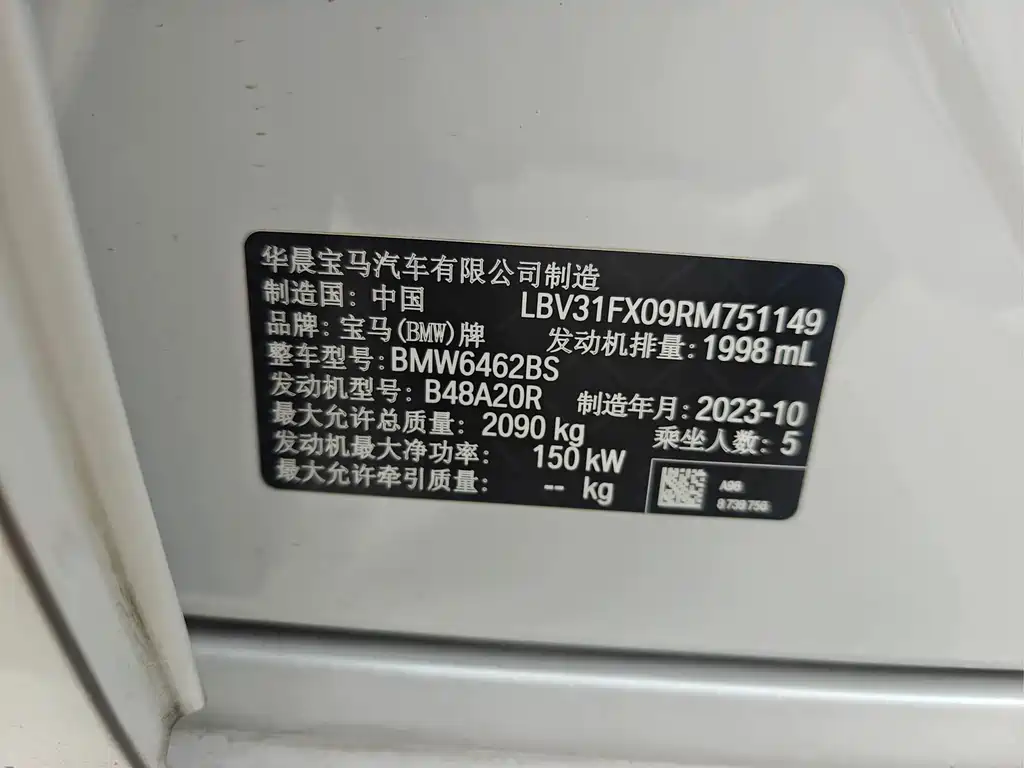 华晨宝马汽车有限公司制造
制造国: 中国 LBV31FX09RM751149
品牌: 宝马(BMW)牌 发动机排量: 1998 mL
整车型号: BMW6462BS
发动机型号: B48A20R 制造年月: 2023-10
最大允许总质量: 2090 kg 乘坐人数: 5
发动机最大净功率: 150 kW
最大允许牵引质量: -- kg
A96